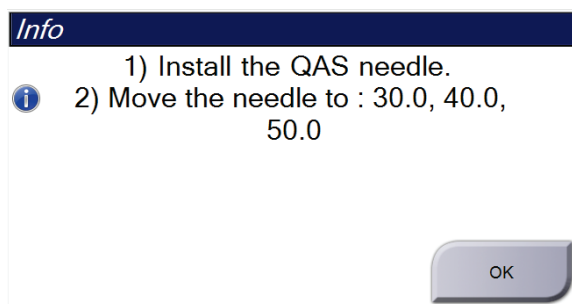 Info
1) Install the QAS needle.
2) Move the needle to : 30.0, 40.0,
50.0
OK